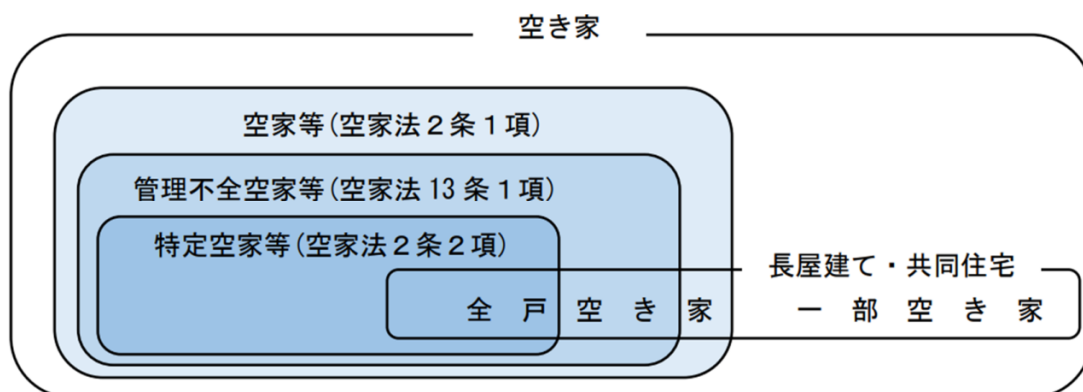 空き家
空家等(空家法２条１項)
管理不全空家等(空家法 13 条１項)
特定空家等(空家法２条２項)
長屋建て・共同住宅
全戸空き家
一部空き家